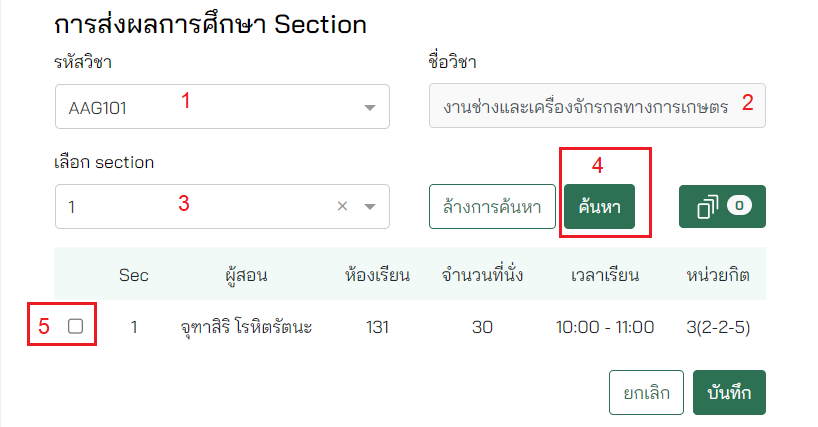 การส่งผลการศึกษา Section
รหัสวิชา ชื่อวิชา
AAG101 1 งานช่างและเครื่องจักรกลทางการเกษตร 2
เลือก section 4
1 3 × ล้างการค้นหา ค้นหา 0
Sec ผู้สอน ห้องเรียน จำนวนที่นั่ง เวลาเรียน หน่วยกิต
5 1 จุฑาสิริ โรหิตรัตนะ 131 30 10:00 - 11:00 3(2-2-5)
ยกเลิก บันทึก